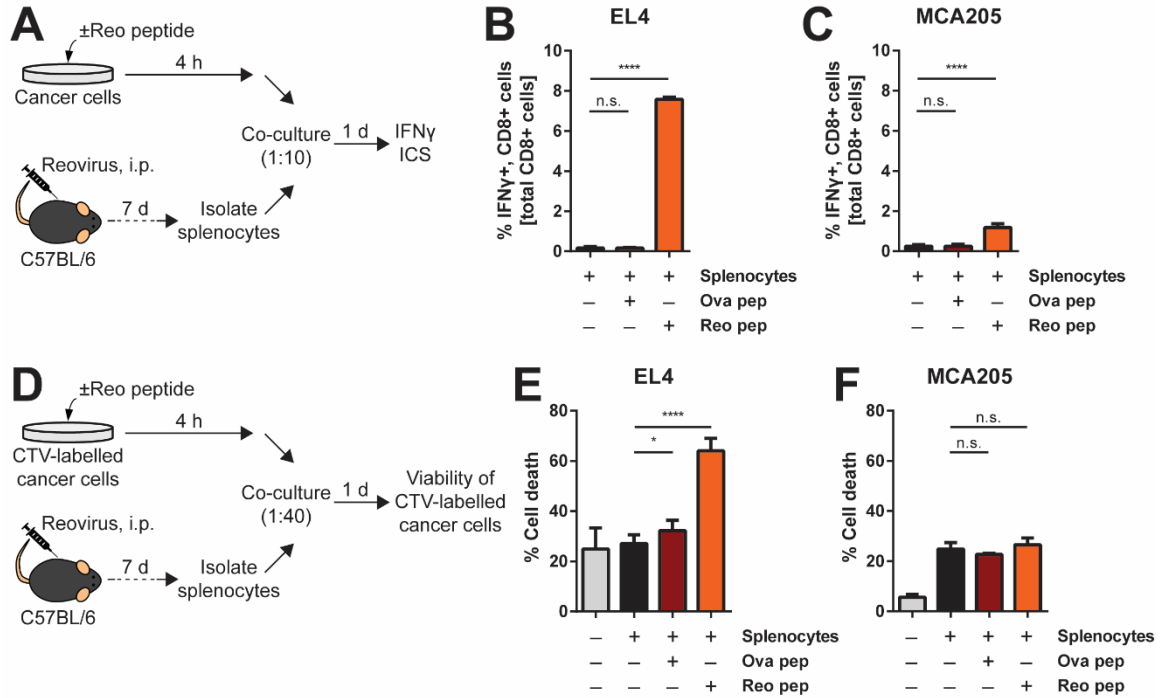 A
±Reo peptide
4 h
Cancer cells
Co-culture
(1:10)
1 d
IFNγ
ICS
Reovirus, i.p.
7 d
Isolate
splenocytes
C57BL/6
B
EL4
% IFNγ+, CD8+ cells
[total CD8+ cells]
10
8
6
4
2
0
n.s.
****
+ + + Splenocytes
– + – Ova pep
– – + Reo pep
C
MCA205
% IFNγ+, CD8+ cells
[total CD8+ cells]
10
8
6
4
2
0
n.s.
****
+ + + Splenocytes
– + – Ova pep
– – + Reo pep
D
±Reo peptide
4 h
CTV-labelled
cancer cells
Co-culture
(1:40)
1 d
Viability of
CTV-labelled
cancer cells
Reovirus, i.p.
7 d
Isolate
splenocytes
C57BL/6
E
EL4
% Cell death
80
60
40
20
0
****
*
– + + + Splenocytes
– – + – Ova pep
– – – + Reo pep
F
MCA205
% Cell death
80
60
40
20
0
n.s.
n.s.
– + + + Splenocytes
– – + – Ova pep
– – – + Reo pep